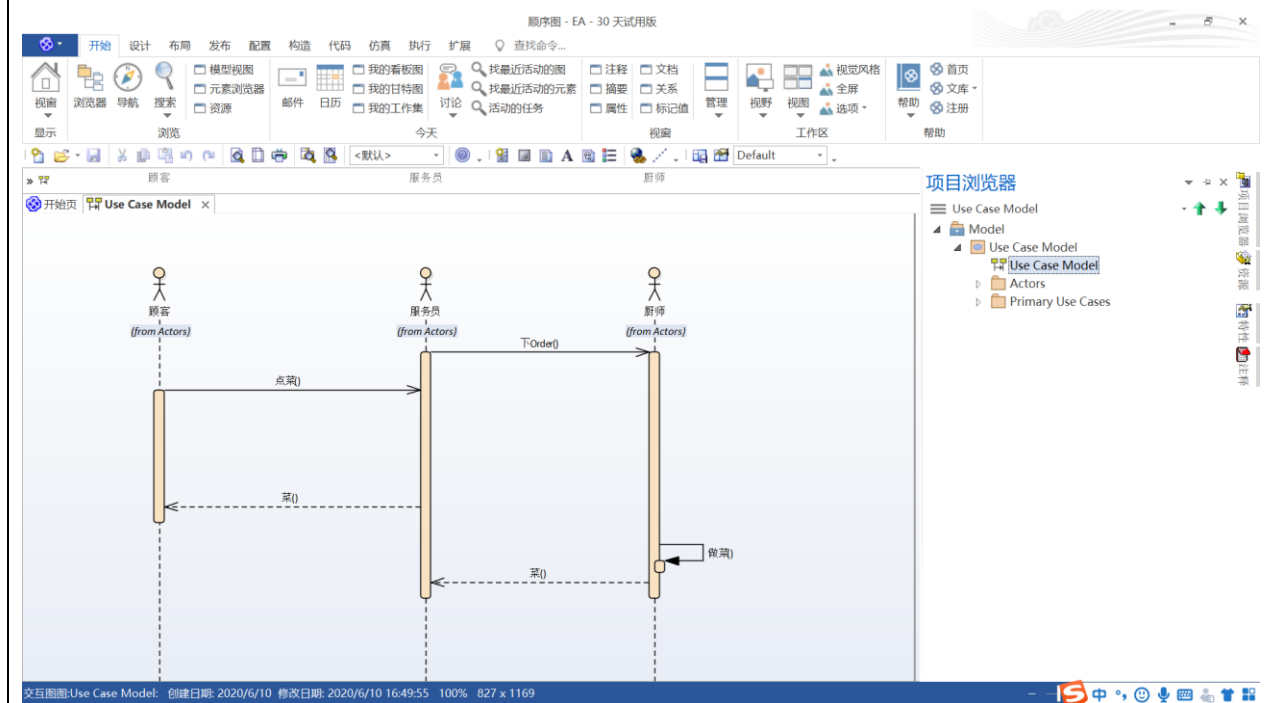 顺序图 - EA - 30 天试用版
开始 设计 布局 发布 配置 构造 代码 仿真 执行 扩展 查找命令...
模型视图 我的看板图 找最近活动的图 注释 文档 视觉风格 首页
元素浏览器 我的甘特图 找最近活动的元素 摘要 关系 全屏 文库
视窗 浏览器 导航 搜索 资源 邮件 日历 我的工作集 讨论 活动的任务 属性 标记值 管理 视野 视图 选项 帮助 注册
显示 浏览 今天 视窗 工作区 帮助
<默认> A Default
顾客 服务员 厨师
开始页 Use Case Model
顾客 服务员 厨师
(from Actors) (from Actors) (from Actors)
下Order()
点菜()
菜()
做菜()
菜()
项目浏览器
Use Case Model
Model
Use Case Model
Use Case Model
Actors
Primary Use Cases
项目浏览器
资源
特性
注释
交互图图:Use Case Model: 创建日期: 2020/6/10 修改日期: 2020/6/10 16:49:55 100% 827 x 1169
S 中